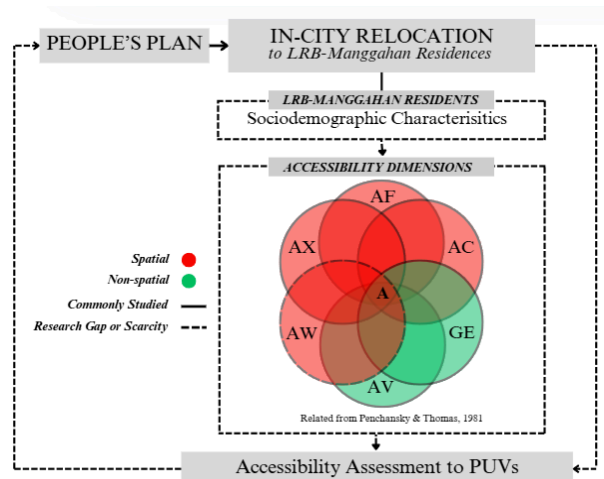 PEOPLE'S PLAN
IN-CITY RELOCATION
to LRB-Manggahan Residences
LRB-MANGGAHAN RESIDENTS
Sociodemographic Characterisitics
ACCESSIBILITY DIMENSIONS
AF
AX
AC
Spatial
Non-spatial
Commonly Studied
Research Gap or Scarcity
A
AW
GE
AV
Related from Penchansky & Thomas, 1981
Accessibility Assessment to PUVs